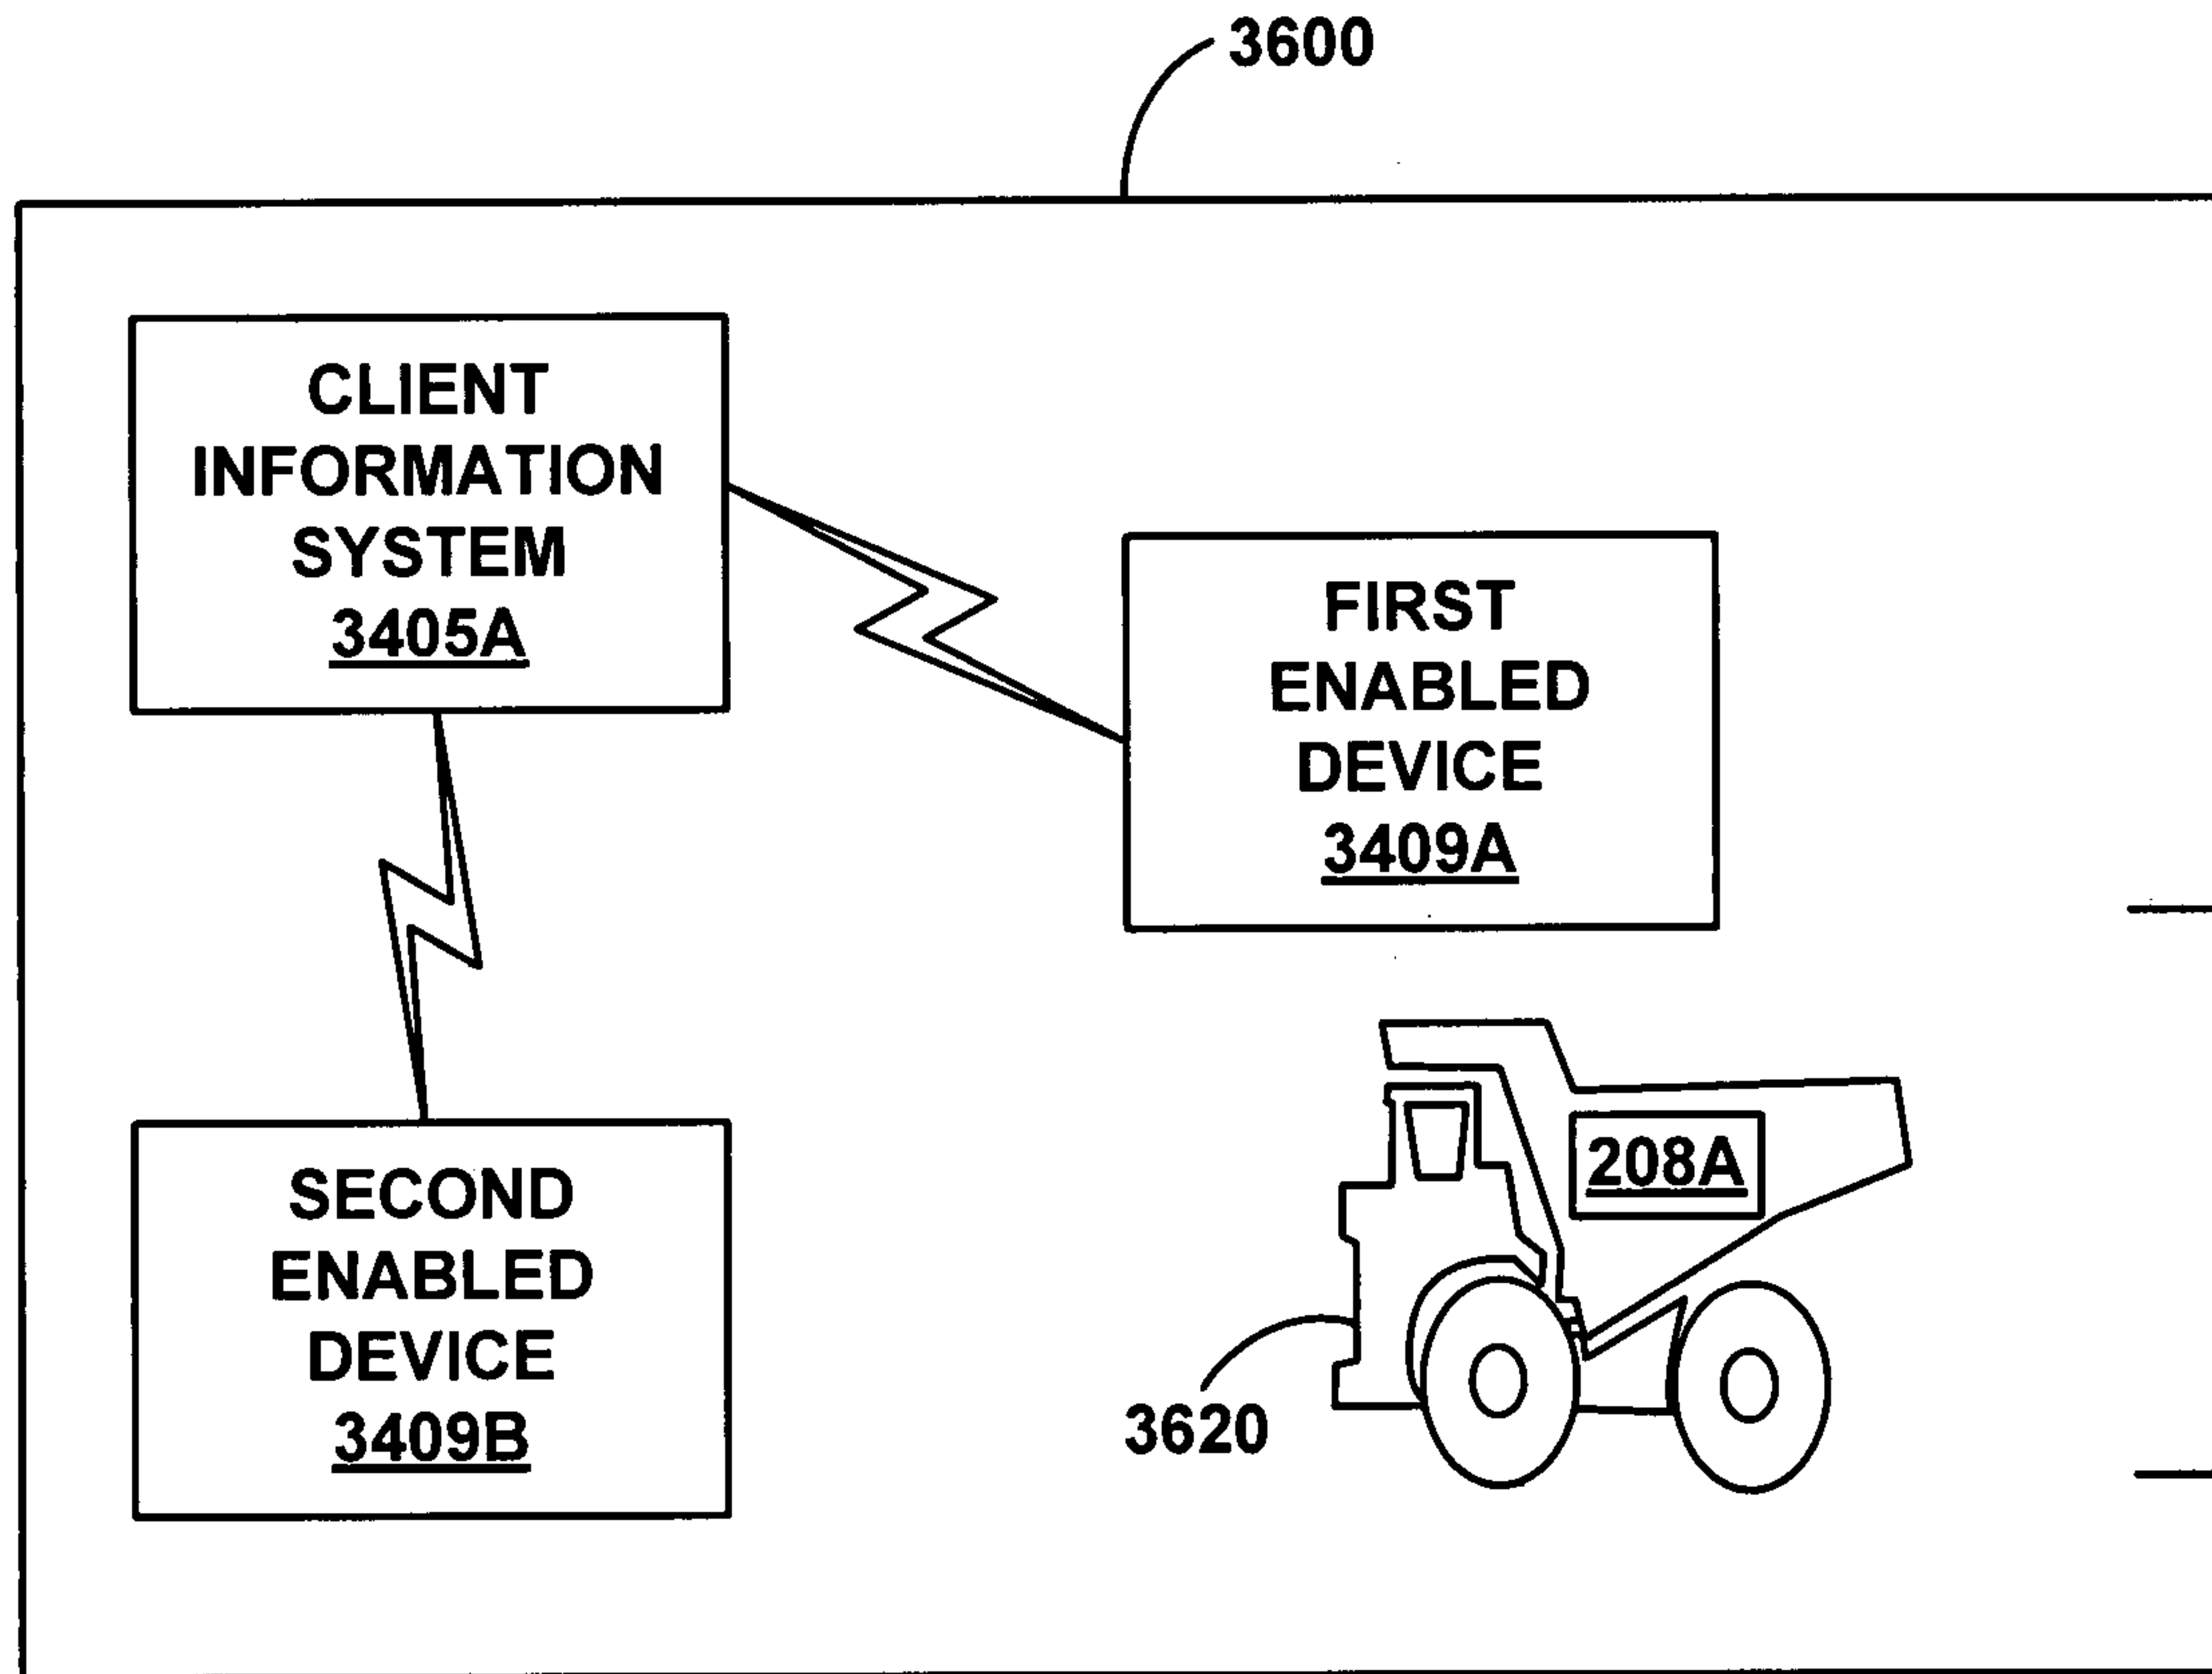 3600
CLIENT
INFORMATION
SYSTEM
3405A
FIRST
ENABLED
DEVICE
3409A
SECOND
ENABLED
DEVICE
3409B
208A
3620